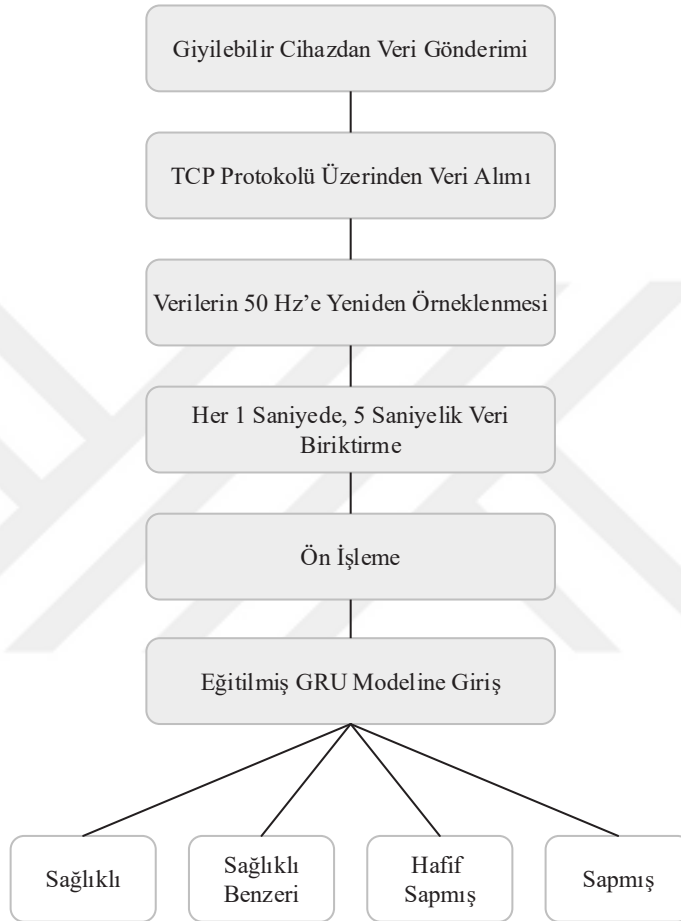 Giyilebilir Cihazdan Veri Gönderimi
TCP Protokolü Üzerinden Veri Alımı
Verilerin 50 Hz’e Yeniden Örneklenmesi
Her 1 Saniyede, 5 Saniyelik Veri
Biriktirme
Ön İşleme
Eğitilmiş GRU Modeline Giriş
Sağlıklı
Sağlıklı
Benzeri
Hafif
Sapmış
Sapmış